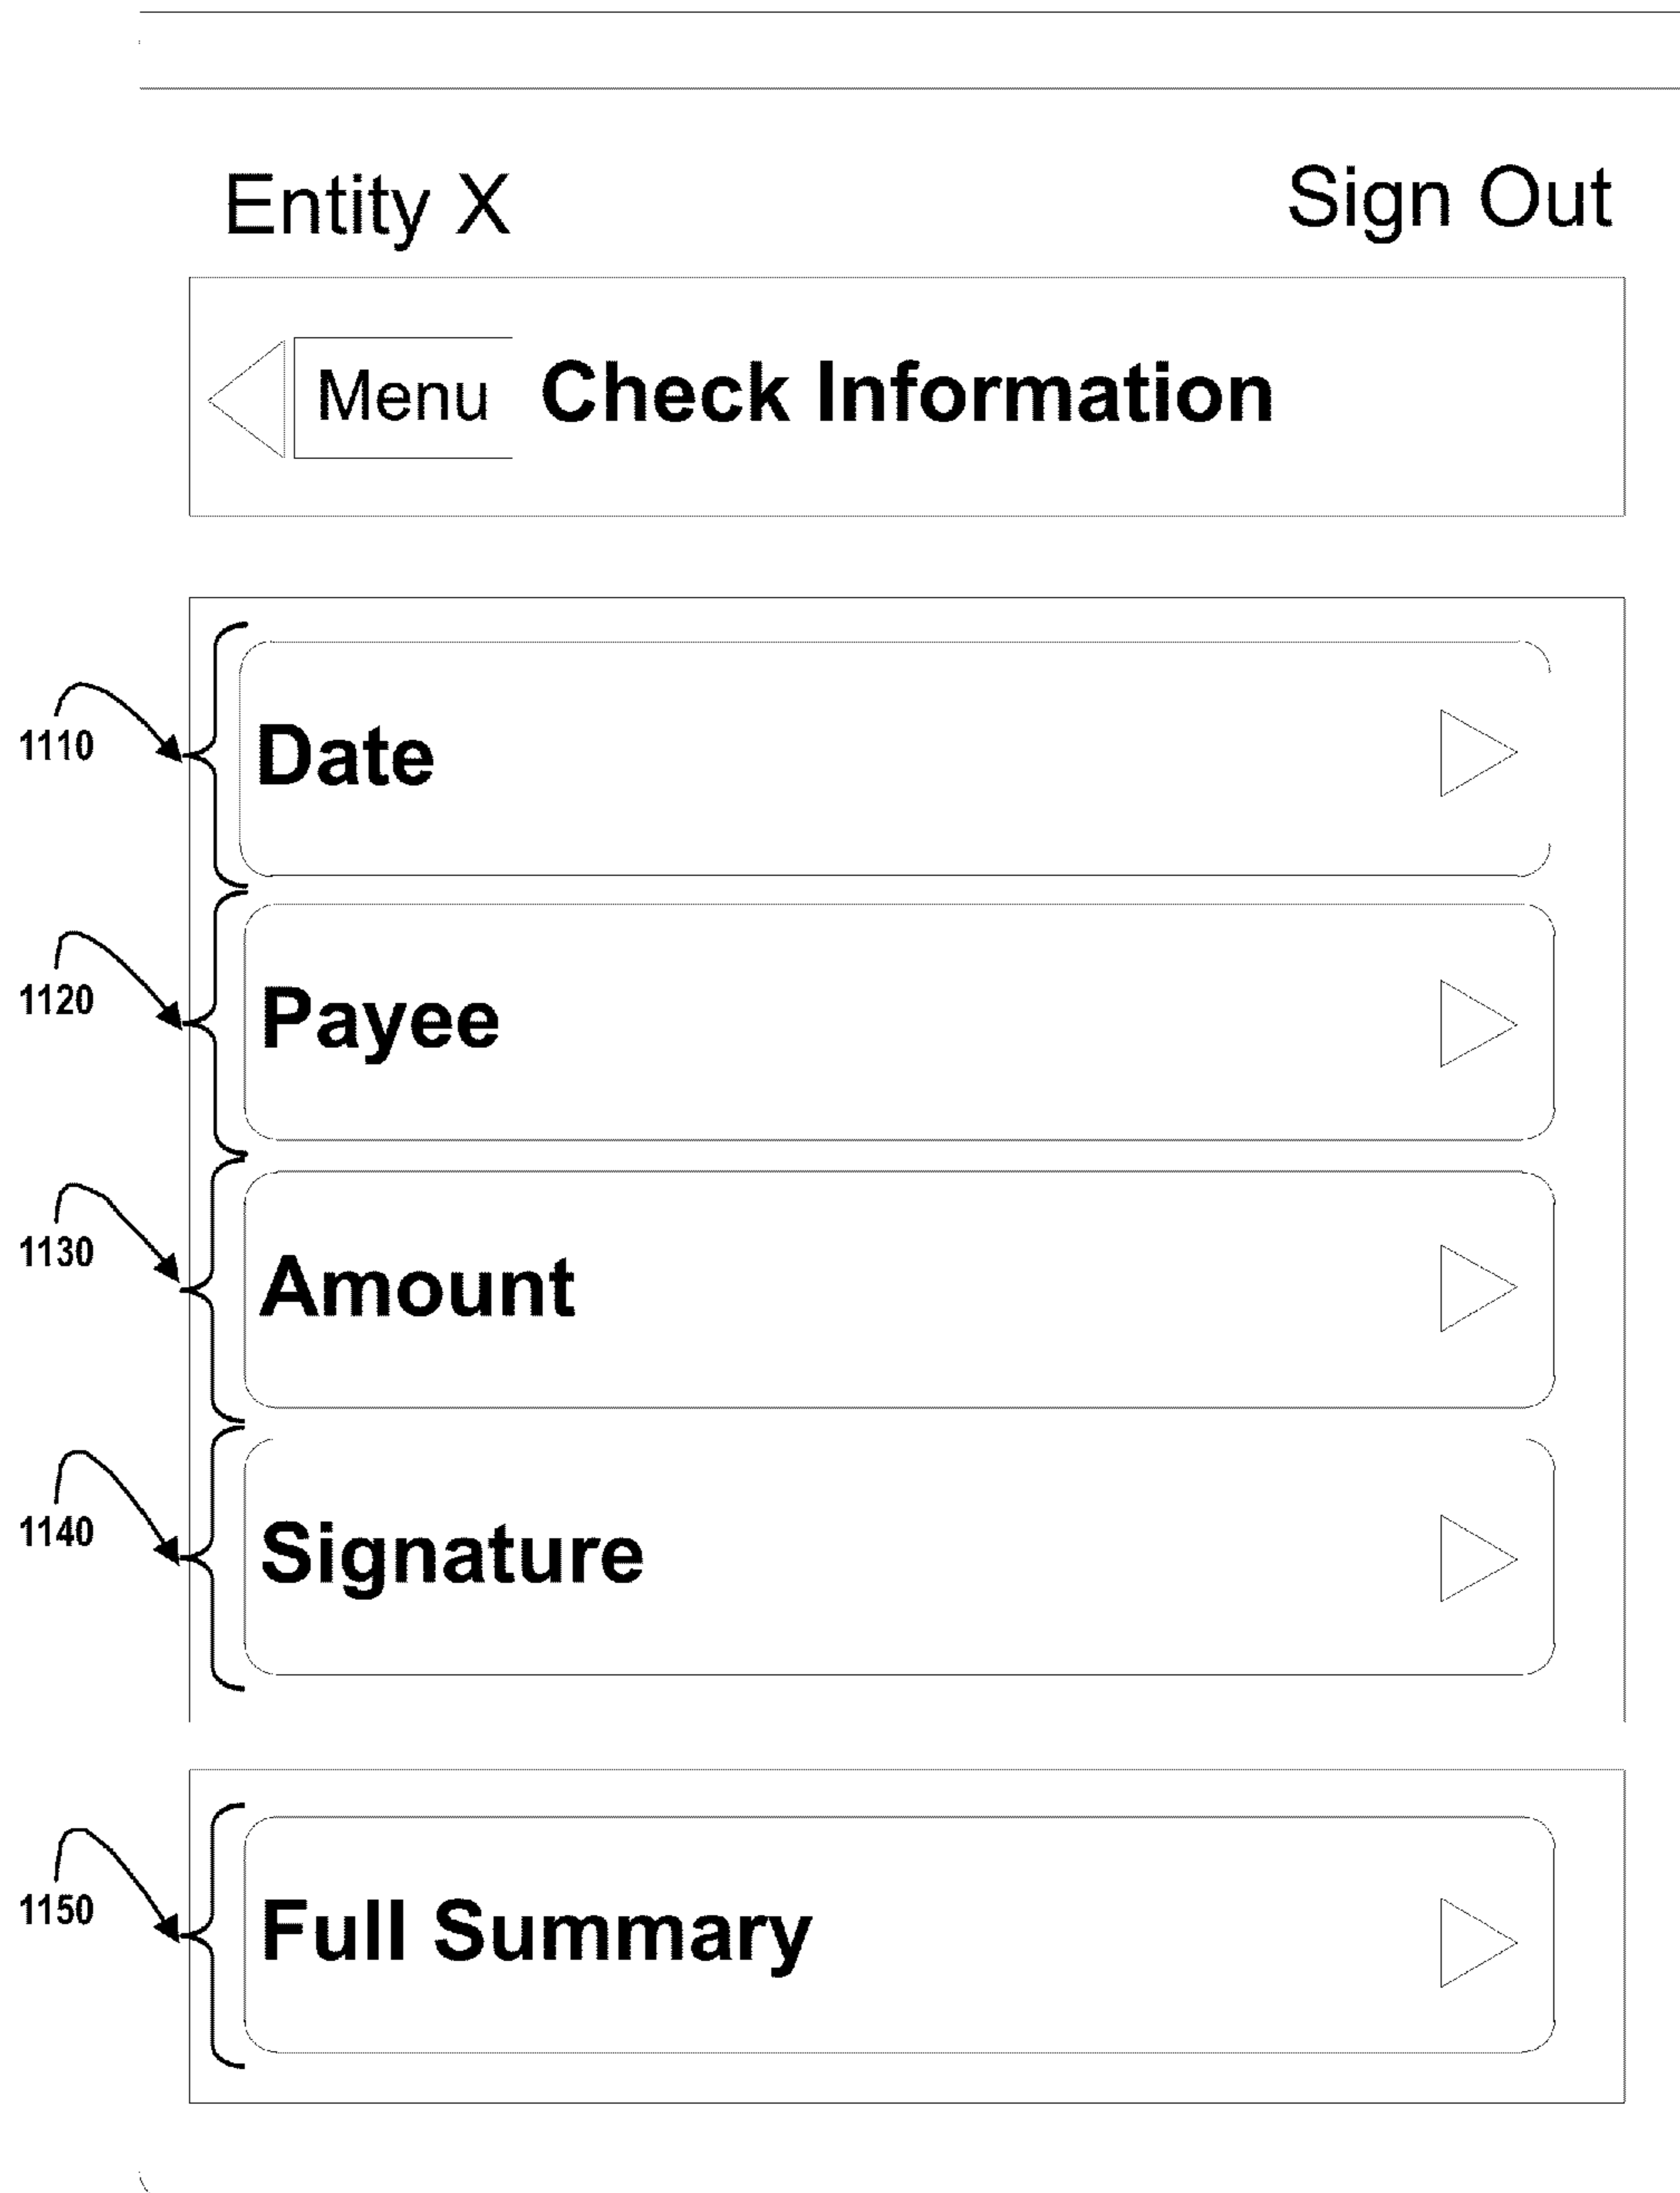 Entity X Sign Out
Menu Check Information
1110 Date
1120 Payee
1130 Amount
1140 Signature
1150 Full Summary